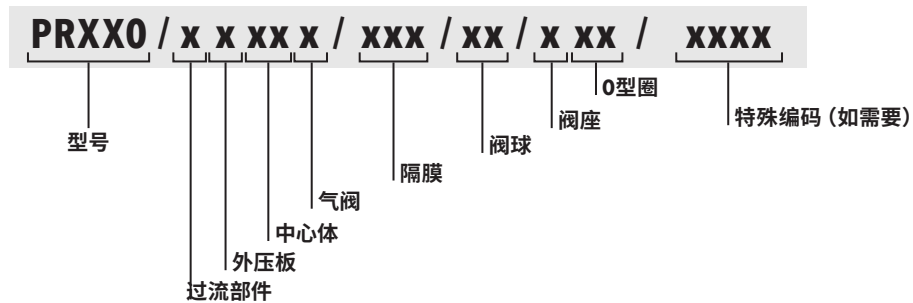 PRXX0 / x x xx x / xxx / xx / x xx / xxxx
O型圈
特殊编码（如需要）
阀座
型号
阀球
隔膜
气阀
中心体
外压板
过流部件